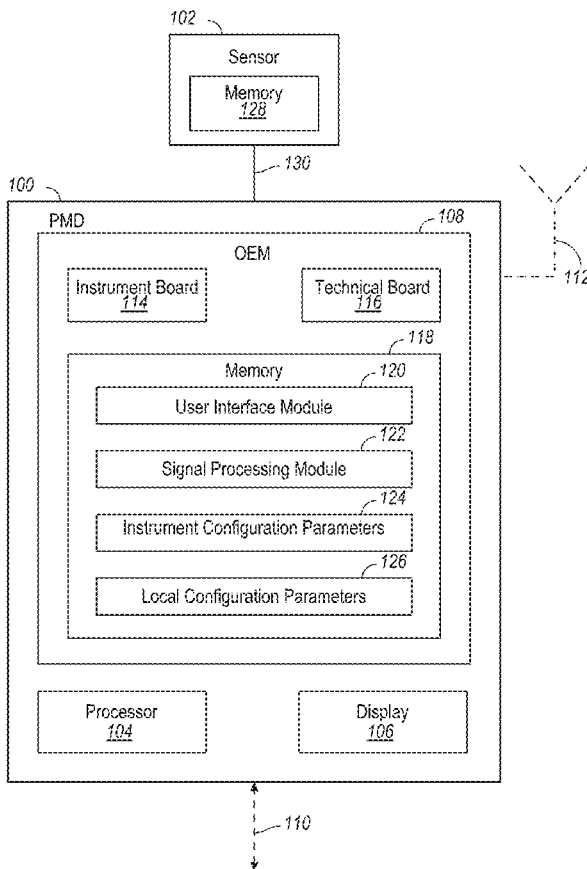 102
Sensor
Memory
128
130
100
PMD
108
OEM
112
Instrument Board
114
Technical Board
116
118
Memory
120
User Interface Module
122
Signal Processing Module
124
Instrument Configuration Parameters
126
Local Configuration Parameters
Processor
104
Display
106
110